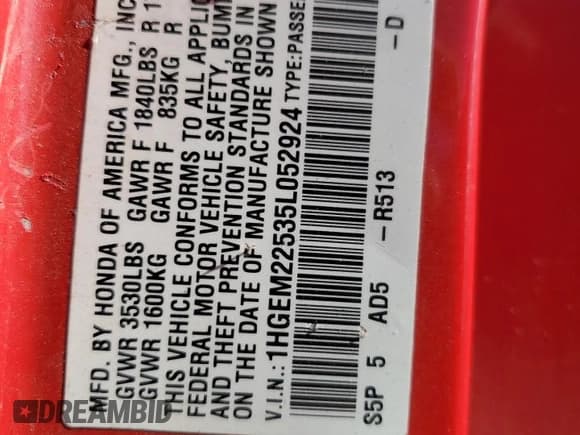 MFD. BY HONDA OF AMERICA MFG., INC
GVWR 3530LBS GAWR F 1840LBS R
GVWR 1600KG GAWR F 835KG R
THIS VEHICLE CONFORMS TO ALL APPLIC
FEDERAL MOTOR VEHICLE SAFETY, BUM
AND THEFT PREVENTION STANDARDS IN
ON THE DATE OF MANUFACTURE SHOWN
V.I.N.: 1HGEM22535L052924 TYPE:PASSE
S5P 5 AD5 -R513 -D
DREAMBID